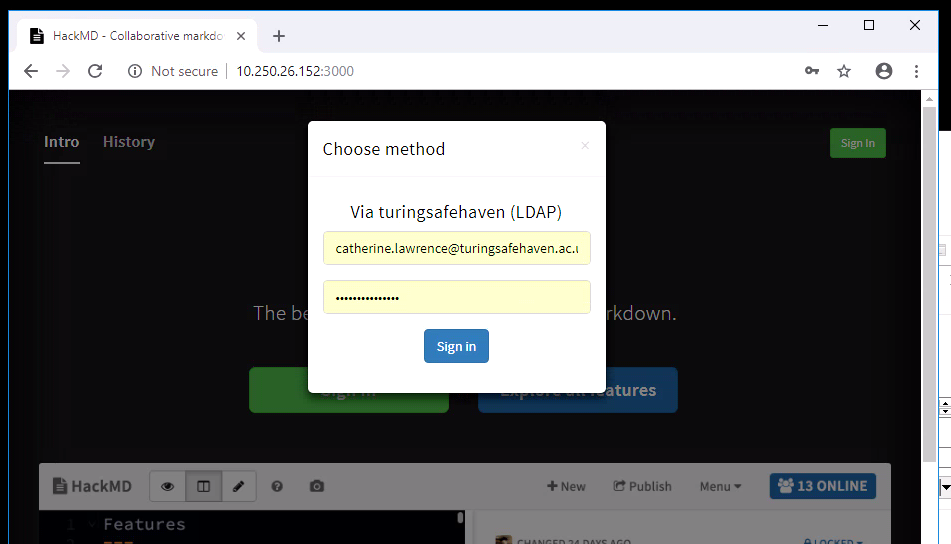 HackMD - Collaborative markdo
Not secure 10.250.26.152:3000
Intro History Sign In
Choose method ×
Via turingsafehaven (LDAP)
catherine.lawrence@turingsafehaven.ac.u
•••••••••••••••
Sign in
The be rkdown.
Sign In Explore all features
HackMD + New Publish Menu 13 ONLINE
1 Features
===
CHANGED 24 DAYS AGO LOCKED